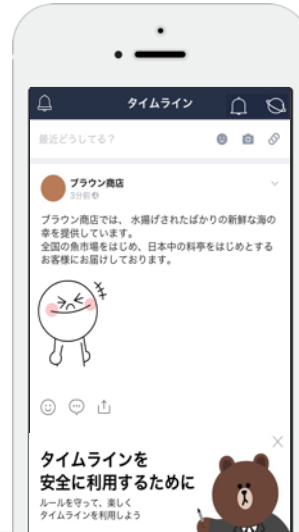 タイムライン
最近どうしてる？
ブラウン商店
3分前
ブラウン商店では、 水揚げされたばかりの新鮮な海の
幸を提供しています。
全国の魚市場をはじめ、日本中の料亭をはじめとする
お客様にお届けしております。
タイムラインを
安全に利用するために
ルールを守って、楽しく
タイムラインを利用しよう